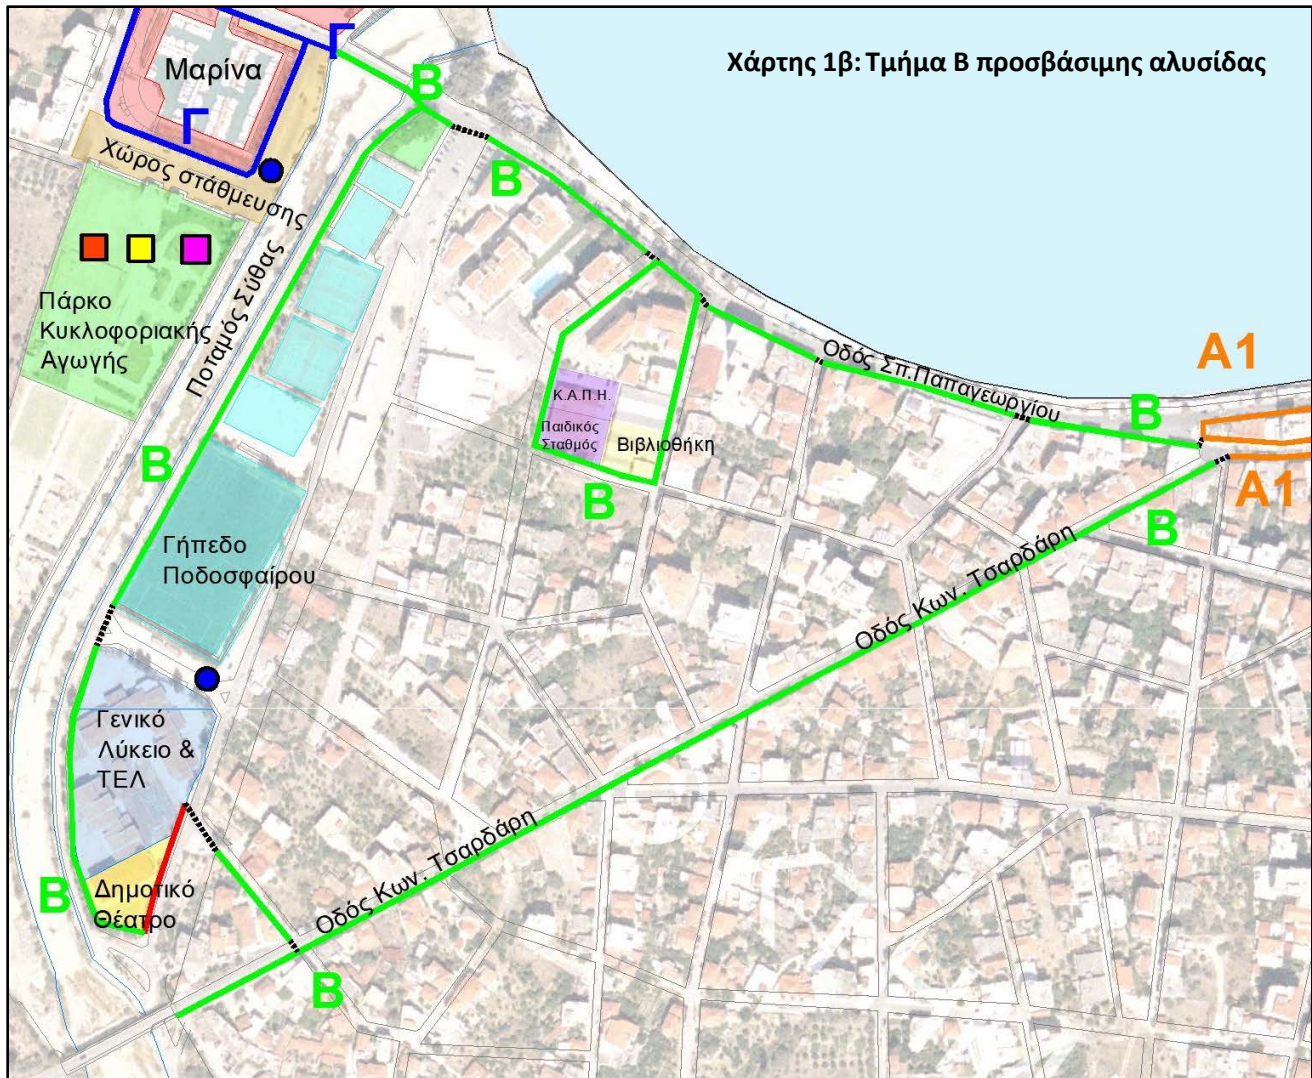 Χάρτης 1β: Τμήμα Β προσβάσιμης αλυσίδας
Γ
Μαρίνα
Β
Γ
Χώρος στάθμευσης
Β
Ποταμός Σύθας
Πάρκο
Κυκλοφοριακής
Αγωγής
Οδός Σπ.Παπαγεωργίου
Α1
Β
Κ.Α.Π.Η.
Παιδικός
Σταθμός
Βιβλιοθήκη
Β
Β
Α1
Β
Γήπεδο
Ποδοσφαίρου
Οδός Κων. Τσαρδάρη
Γενικό
Λύκειο &
ΤΕΛ
Οδός Κων. Τσαρδάρη
Β
Δημοτικό
Θέατρο
Β